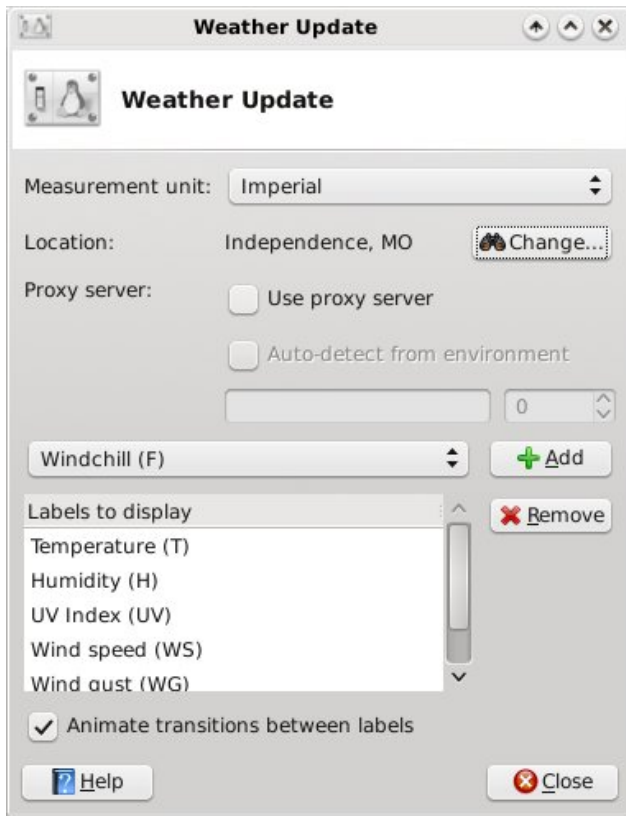 Weather Update
Weather Update
Measurement unit: Imperial
Location: Independence, MO Change...
Proxy server: Use proxy server
Auto-detect from environment
0
Windchill (F) Add
Labels to display Remove
Temperature (T)
Humidity (H)
UV Index (UV)
Wind speed (WS)
Wind gust (WG)
Animate transitions between labels
Help Close